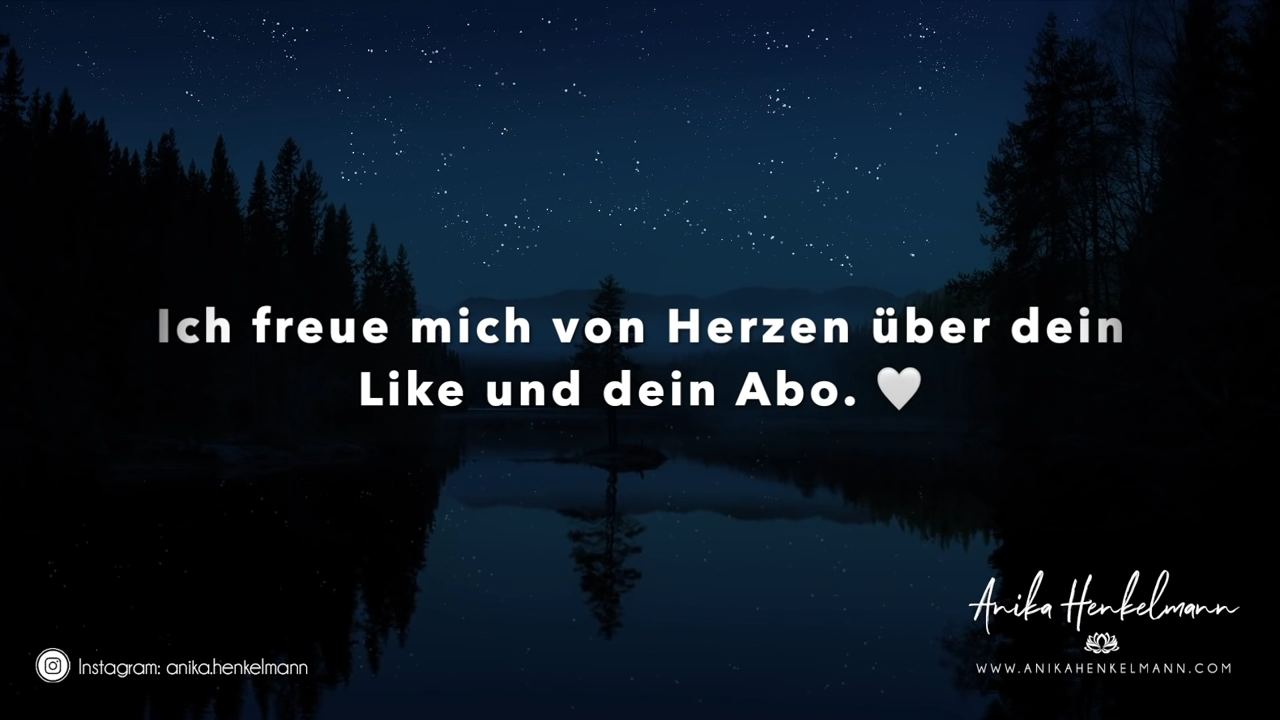 Ich freue mich von Herzen über dein
Like und dein Abo. 🤍
Anika Henkelmann
Instagram: anika.henkelmann
WWW.ANIKAHENKELMANN.COM